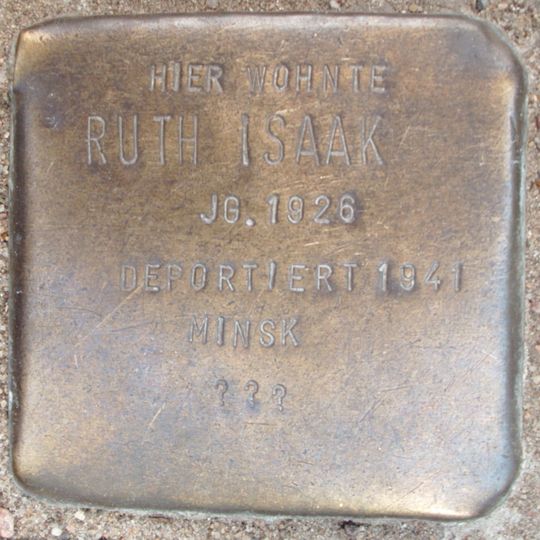 HIER WOHNTE
RUTH ISAAK
JG. 1926
DEPORTIERT 1941
MINSK
???